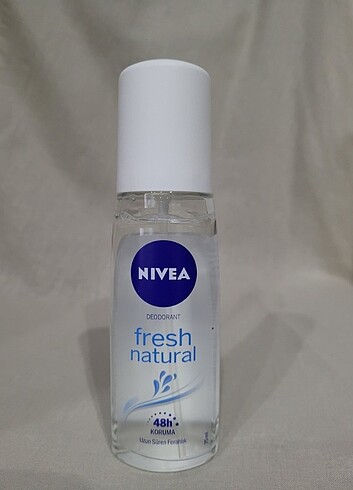 NIVEA
DEODORANT
fresh
natural
48h
KORUMA
Uzun Süren Ferahlık